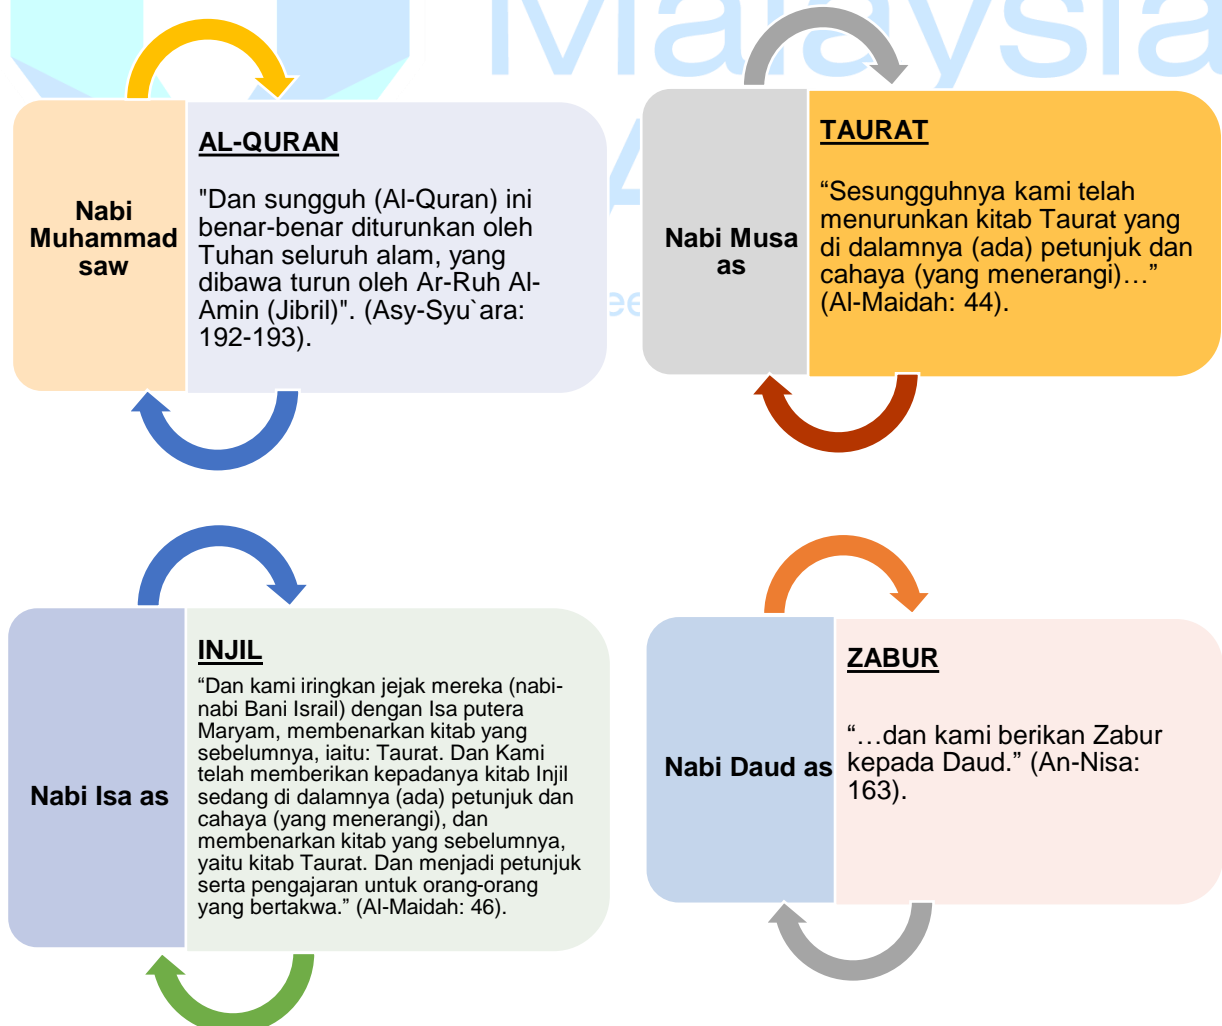 Malaysia
Nabi
Muhammad
saw
AL-QURAN
"Dan sungguh (Al-Quran) ini
benar-benar diturunkan oleh
Tuhan seluruh alam, yang
dibawa turun oleh Ar-Ruh Al-
Amin (Jibril)". (Asy-Syu`ara:
192-193).
Nabi Musa
as
TAURAT
“Sesungguhnya kami telah
menurunkan kitab Taurat yang
di dalamnya (ada) petunjuk dan
cahaya (yang menerangi)…”
(Al-Maidah: 44).
Nabi Isa as
INJIL
“Dan kami iringkan jejak mereka (nabi-
nabi Bani Israil) dengan Isa putera
Maryam, membenarkan kitab yang
sebelumnya, iaitu: Taurat. Dan Kami
telah memberikan kepadanya kitab Injil
sedang di dalamnya (ada) petunjuk dan
cahaya (yang menerangi), dan
membenarkan kitab yang sebelumnya,
yaitu kitab Taurat. Dan menjadi petunjuk
serta pengajaran untuk orang-orang
yang bertakwa.” (Al-Maidah: 46).
Nabi Daud as
ZABUR
“…dan kami berikan Zabur
kepada Daud.” (An-Nisa:
163).